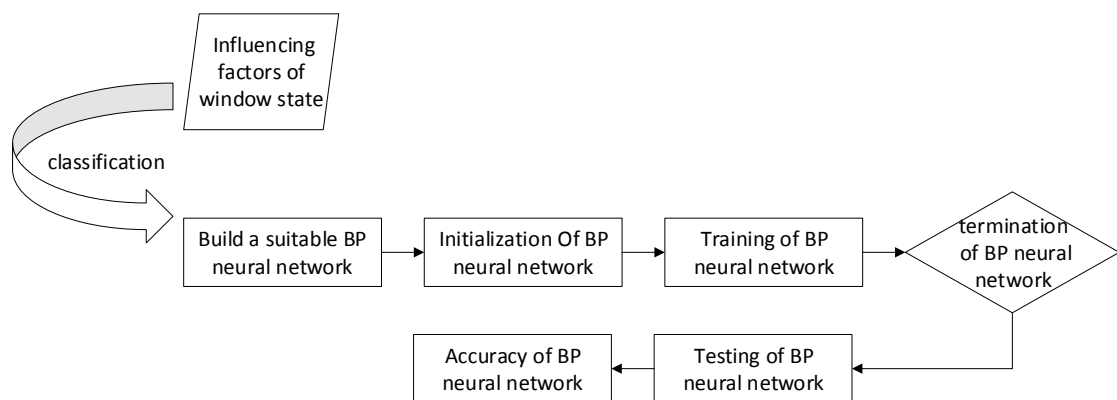 Influencing
factors of
window state
classification
Build a suitable BP
neural network
Initialization Of BP
neural network
Training of BP
neural network
termination
of BP neural
network
Testing of BP
neural network
Accuracy of BP
neural network